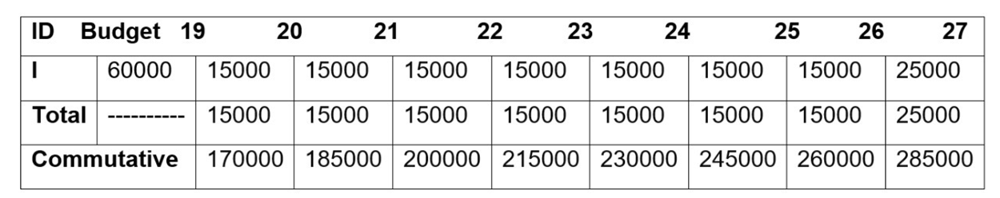 ID Budget 19 20 21 22 23 24 25 26 27
I 60000 15000 15000 15000 15000 15000 15000 15000 25000
Total ---------- 15000 15000 15000 15000 15000 15000 15000 25000
Commutative 170000 185000 200000 215000 230000 245000 260000 285000